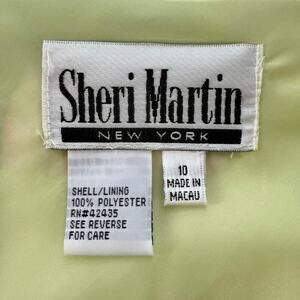 Sheri Martin
NEW YORK
SHELL/LINING
100% POLYESTER
RN#42435
SEE REVERSE
FOR CARE
10
MADE IN
MACAU